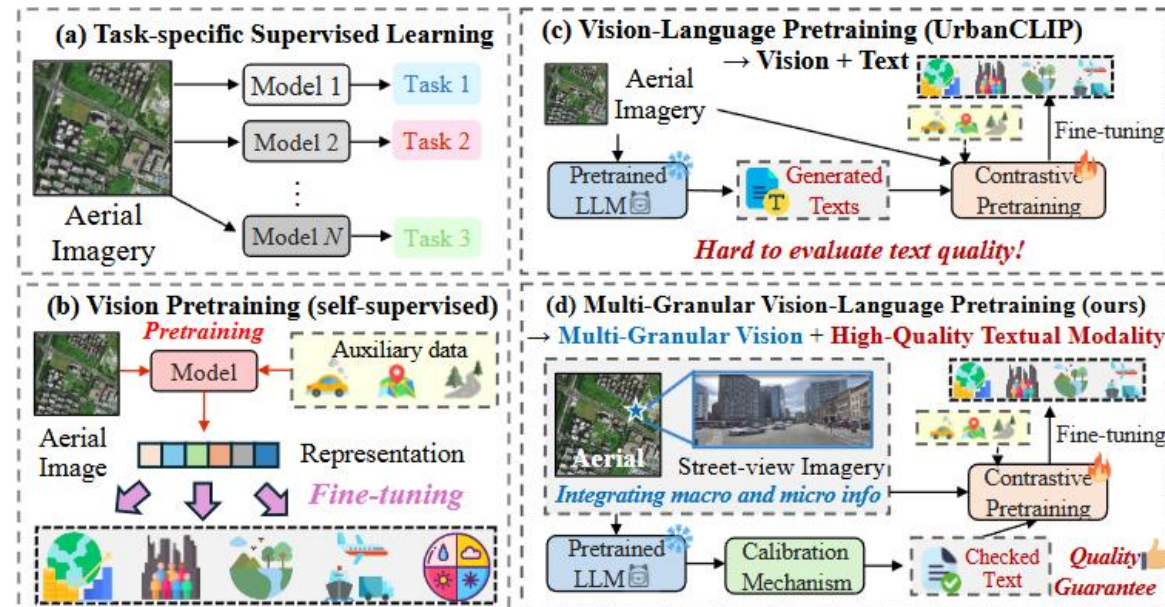 (a) Task-specific Supervised Learning
Model 1
Task 1
Model 2
Task 2
⋮
Model N
Task 3
Aerial
Imagery
(b) Vision Pretraining (self-supervised)
Pretraining
Model
Auxiliary data
Aerial
Image
Representation
Fine-tuning
(c) Vision-Language Pretraining (UrbanCLIP)
→ Vision + Text
Aerial
Imagery
Fine-tuning
Pretrained
LLM
T
Generated
Texts
Contrastive
Pretraining
Hard to evaluate text quality!
(d) Multi-Granular Vision-Language Pretraining (ours)
→ Multi-Granular Vision + High-Quality Textual Modality
Aerial
Street-view Imagery
Integrating macro and micro info
Fine-tuning
Contrastive
Pretraining
Pretrained
LLM
Calibration
Mechanism
Checked
Text
Quality
Guarantee